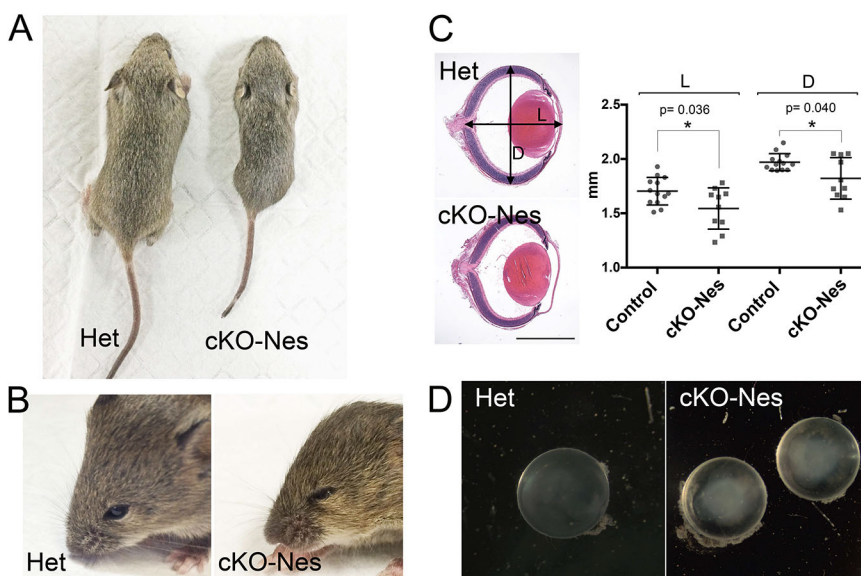 A
Het
cKO-Nes
B
Het
cKO-Nes
C
Het
L
D
cKO-Nes
L
D
p= 0.036
p= 0.040
*
*
2.5
2.0
1.5
1.0
mm
Control
cKO-Nes
Control
cKO-Nes
D
Het
cKO-Nes